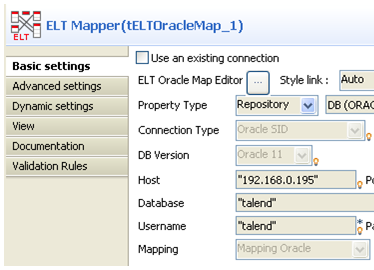 ELT Mapper(tELTOracleMap_1)
ELT
Basic settings
Advanced settings
Dynamic settings
View
Documentation
Validation Rules
Use an existing connection
ELT Oracle Map Editor ... Style link : Auto
Property Type Repository DB (ORAC
Connection Type Oracle SID
DB Version Oracle 11
Host "192.168.0.195" Po
Database "talend"
Username "talend" * Pa
Mapping Mapping Oracle